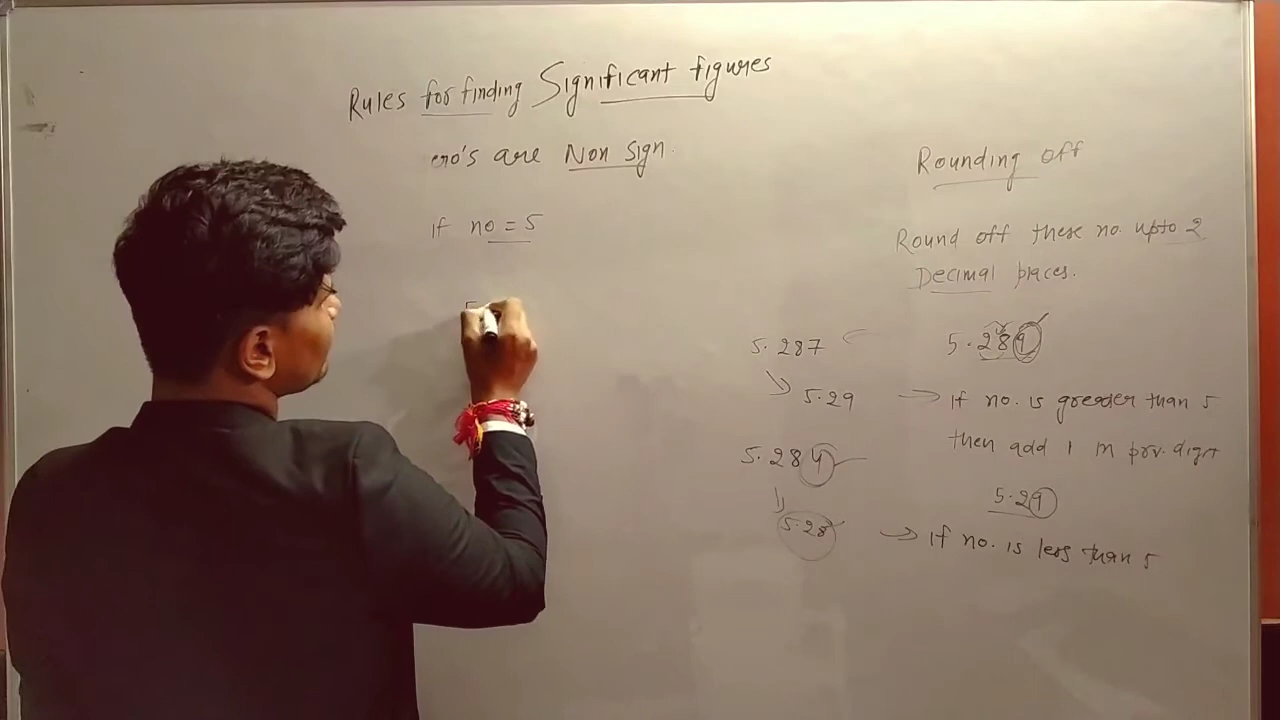 Rules for finding Significant figures
ero's are Non Sign.
If no = 5
5
Rounding off
Round off these no. upto 2
Decimal places.
5.287
5.29
5.284
5.28
5.289
→ If no. is greater than 5
then add 1 in prv. digit
5.29
→ If no. is less than 5